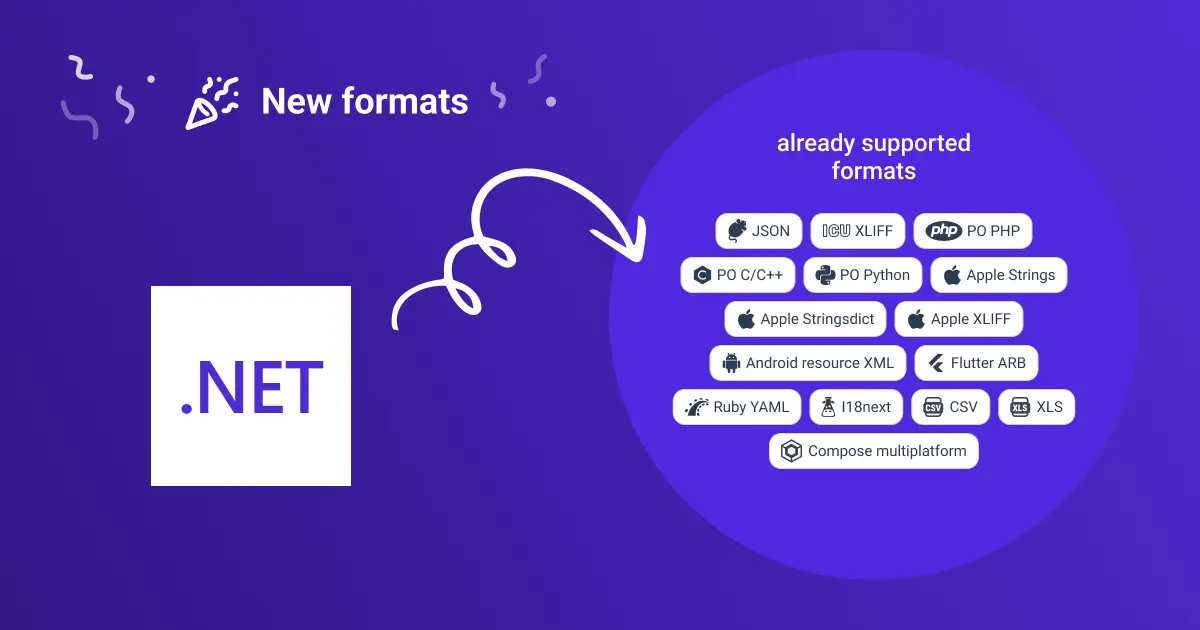 New formats
.NET
already supported
formats
JSON
ICU XLIFF
php PO PHP
C PO C/C++
PO Python
Apple Strings
Apple Stringsdict
Apple XLIFF
Android resource XML
Flutter ARB
Ruby YAML
I18next
CSV CSV
XLS XLS
Compose multiplatform